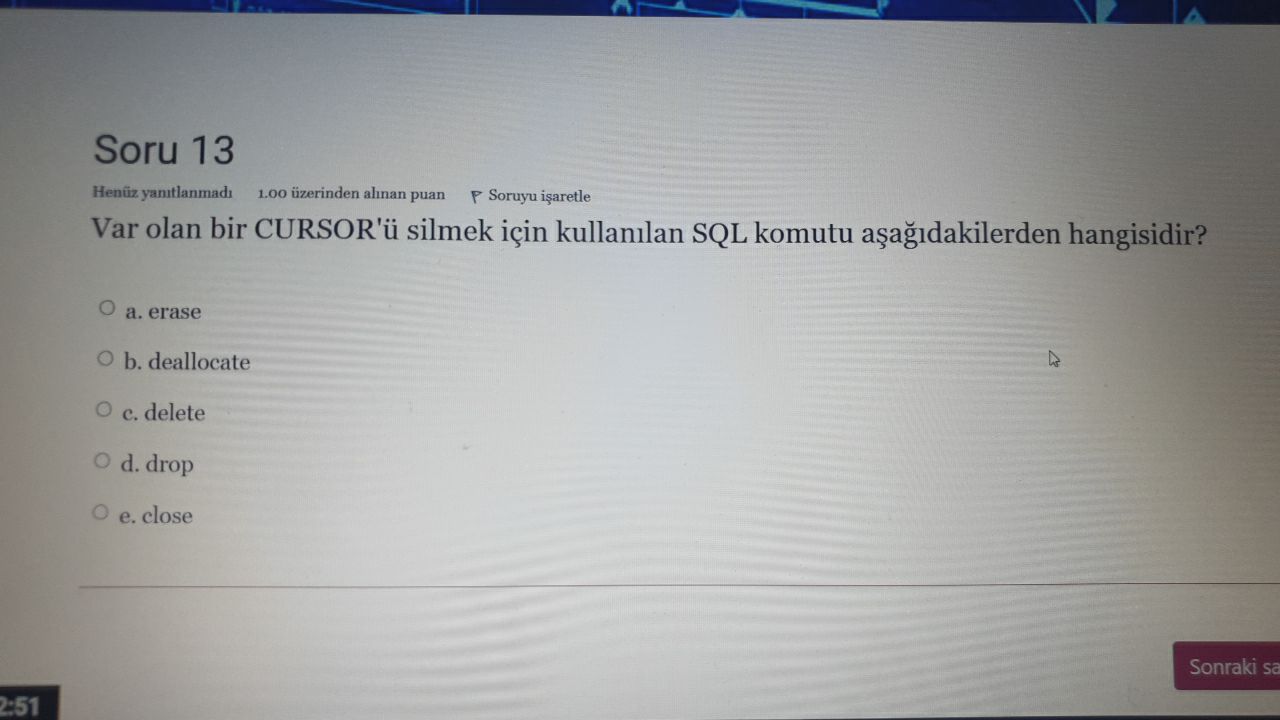 Soru 13
Henüz yanıtlanmadı 1.00 üzerinden alınan puan Soruyu işaretle
Var olan bir CURSOR'ü silmek için kullanılan SQL komutu aşağıdakilerden hangisidir?
a. erase
b. deallocate
c. delete
d. drop
e. close
Sonraki sa
2:51